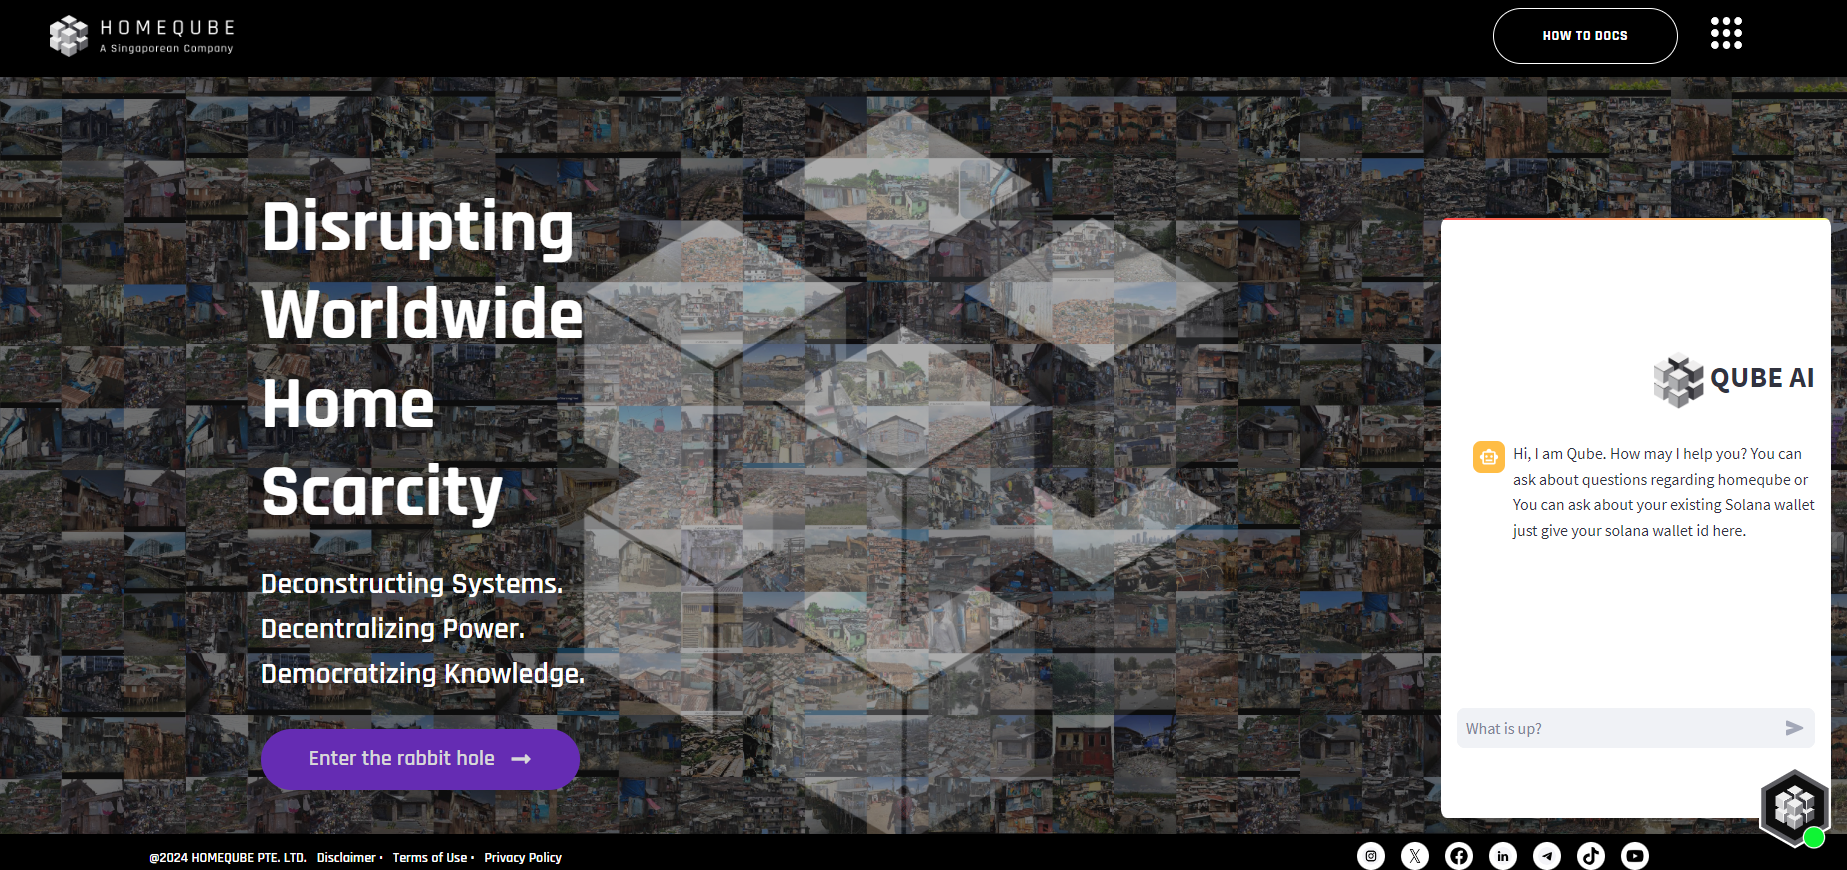 HOMEQUBE
A Singaporean Company
HOW TO DOCS
Disrupting
Worldwide
Home
Scarcity
Deconstructing Systems.
Decentralizing Power.
Democratizing Knowledge.
Enter the rabbit hole
QUBE AI
Hi, I am Qube. How may I help you? You can
ask about questions regarding homeqube or
You can ask about your existing Solana wallet
just give your solana wallet id here.
What is up?
@2024 HOMEQUBE PTE. LTD. Disclaimer • Terms of Use • Privacy Policy